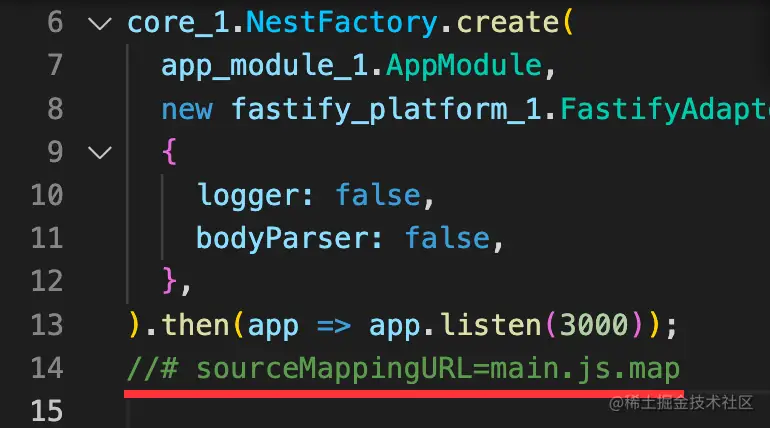 6 core_1.NestFactory.create(
7 app_module_1.AppModule,
8 new fastify_platform_1.FastifyAdapt
9 {
10 logger: false,
11 bodyParser: false,
12 },
13 ).then(app => app.listen(3000));
14 //# sourceMappingURL=main.js.map
15
@稀土掘金技术社区